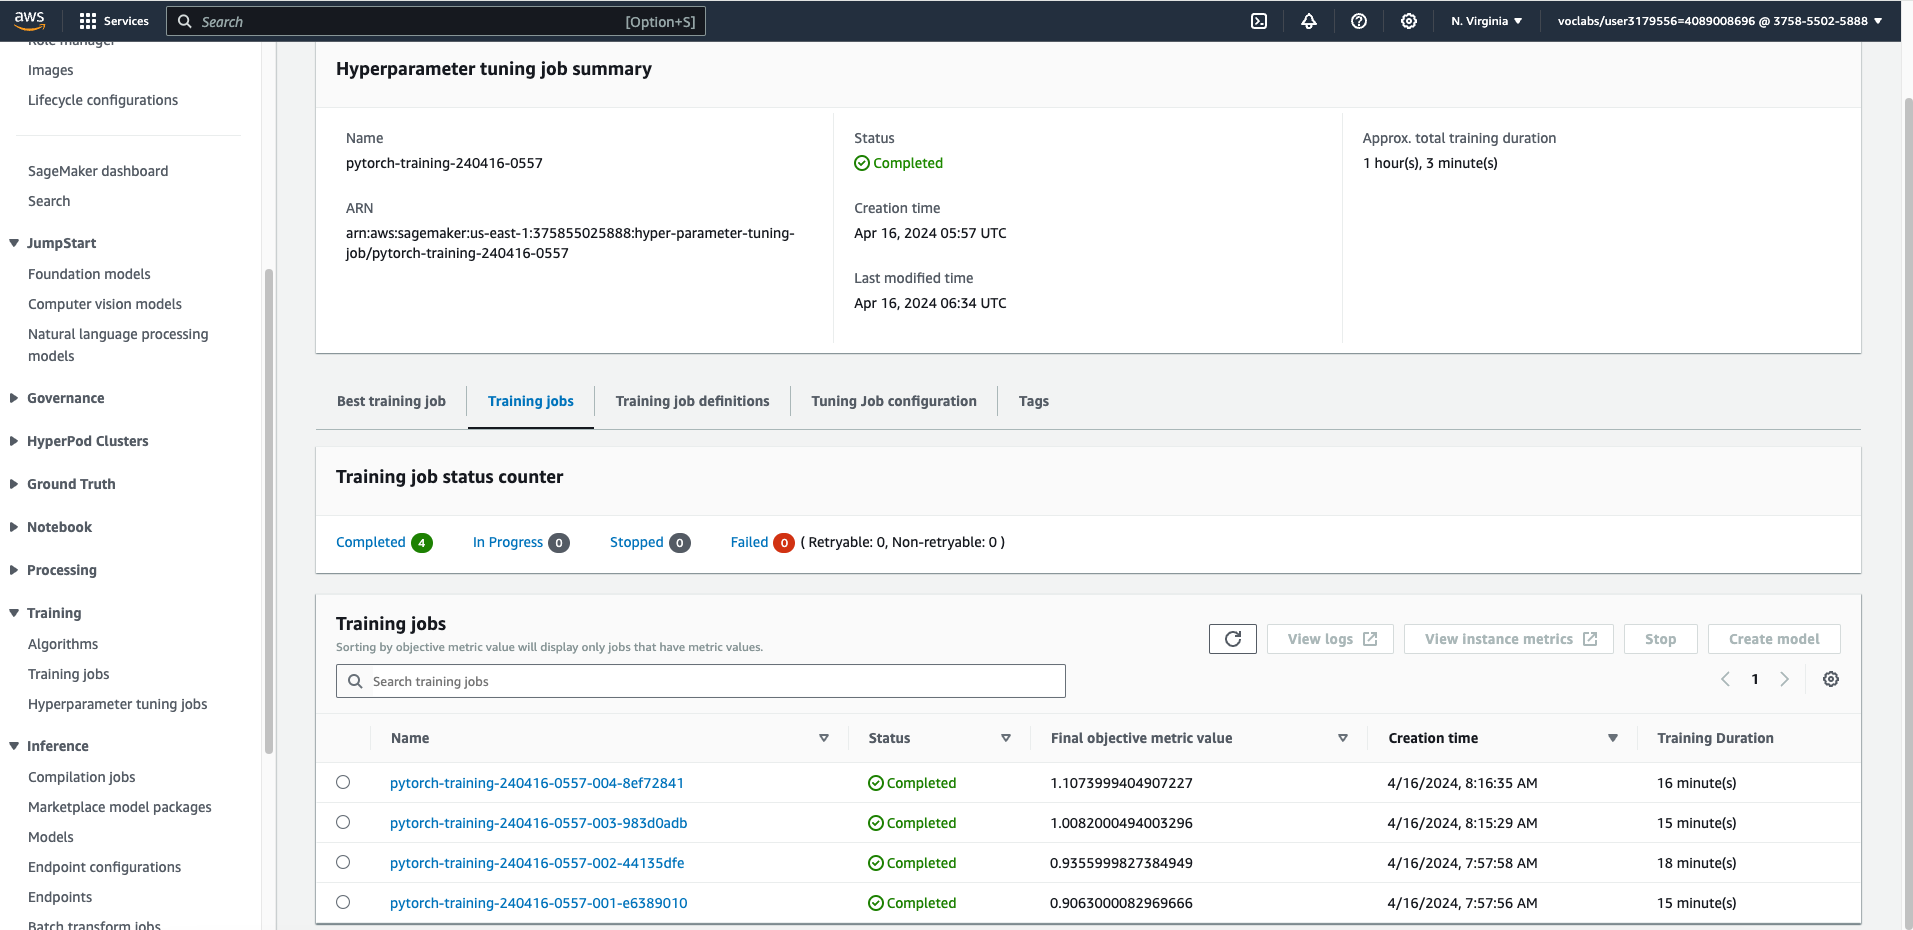 aws
Services
Search
[Option+S]
N. Virginia
voclabs/user3179556=4089008696 @ 3758-5502-5888
Role manager
Images
Lifecycle configurations
SageMaker dashboard
Search
JumpStart
Foundation models
Computer vision models
Natural language processing
models
Governance
HyperPod Clusters
Ground Truth
Notebook
Processing
Training
Algorithms
Training jobs
Hyperparameter tuning jobs
Inference
Compilation jobs
Marketplace model packages
Models
Endpoint configurations
Endpoints
Batch transform jobs
Hyperparameter tuning job summary
Name
pytorch-training-240416-0557
ARN
arn:aws:sagemaker:us-east-1:375855025888:hyper-parameter-tuning-
job/pytorch-training-240416-0557
Status
Completed
Creation time
Apr 16, 2024 05:57 UTC
Last modified time
Apr 16, 2024 06:34 UTC
Approx. total training duration
1 hour(s), 3 minute(s)
Best training job
Training jobs
Training job definitions
Tuning Job configuration
Tags
Training job status counter
Completed 4
In Progress 0
Stopped 0
Failed 0 ( Retryable: 0, Non-retryable: 0 )
Training jobs
Sorting by objective metric value will display only jobs that have metric values.
View logs
View instance metrics
Stop
Create model
Search training jobs
1
Name Status Final objective metric value Creation time Training Duration
pytorch-training-240416-0557-004-8ef72841 Completed 1.1073999404907227 4/16/2024, 8:16:35 AM 16 minute(s)
pytorch-training-240416-0557-003-983d0adb Completed 1.0082000494003296 4/16/2024, 8:15:29 AM 15 minute(s)
pytorch-training-240416-0557-002-44135dfe Completed 0.9355999827384949 4/16/2024, 7:57:58 AM 18 minute(s)
pytorch-training-240416-0557-001-e6389010 Completed 0.9063000082969666 4/16/2024, 7:57:56 AM 15 minute(s)